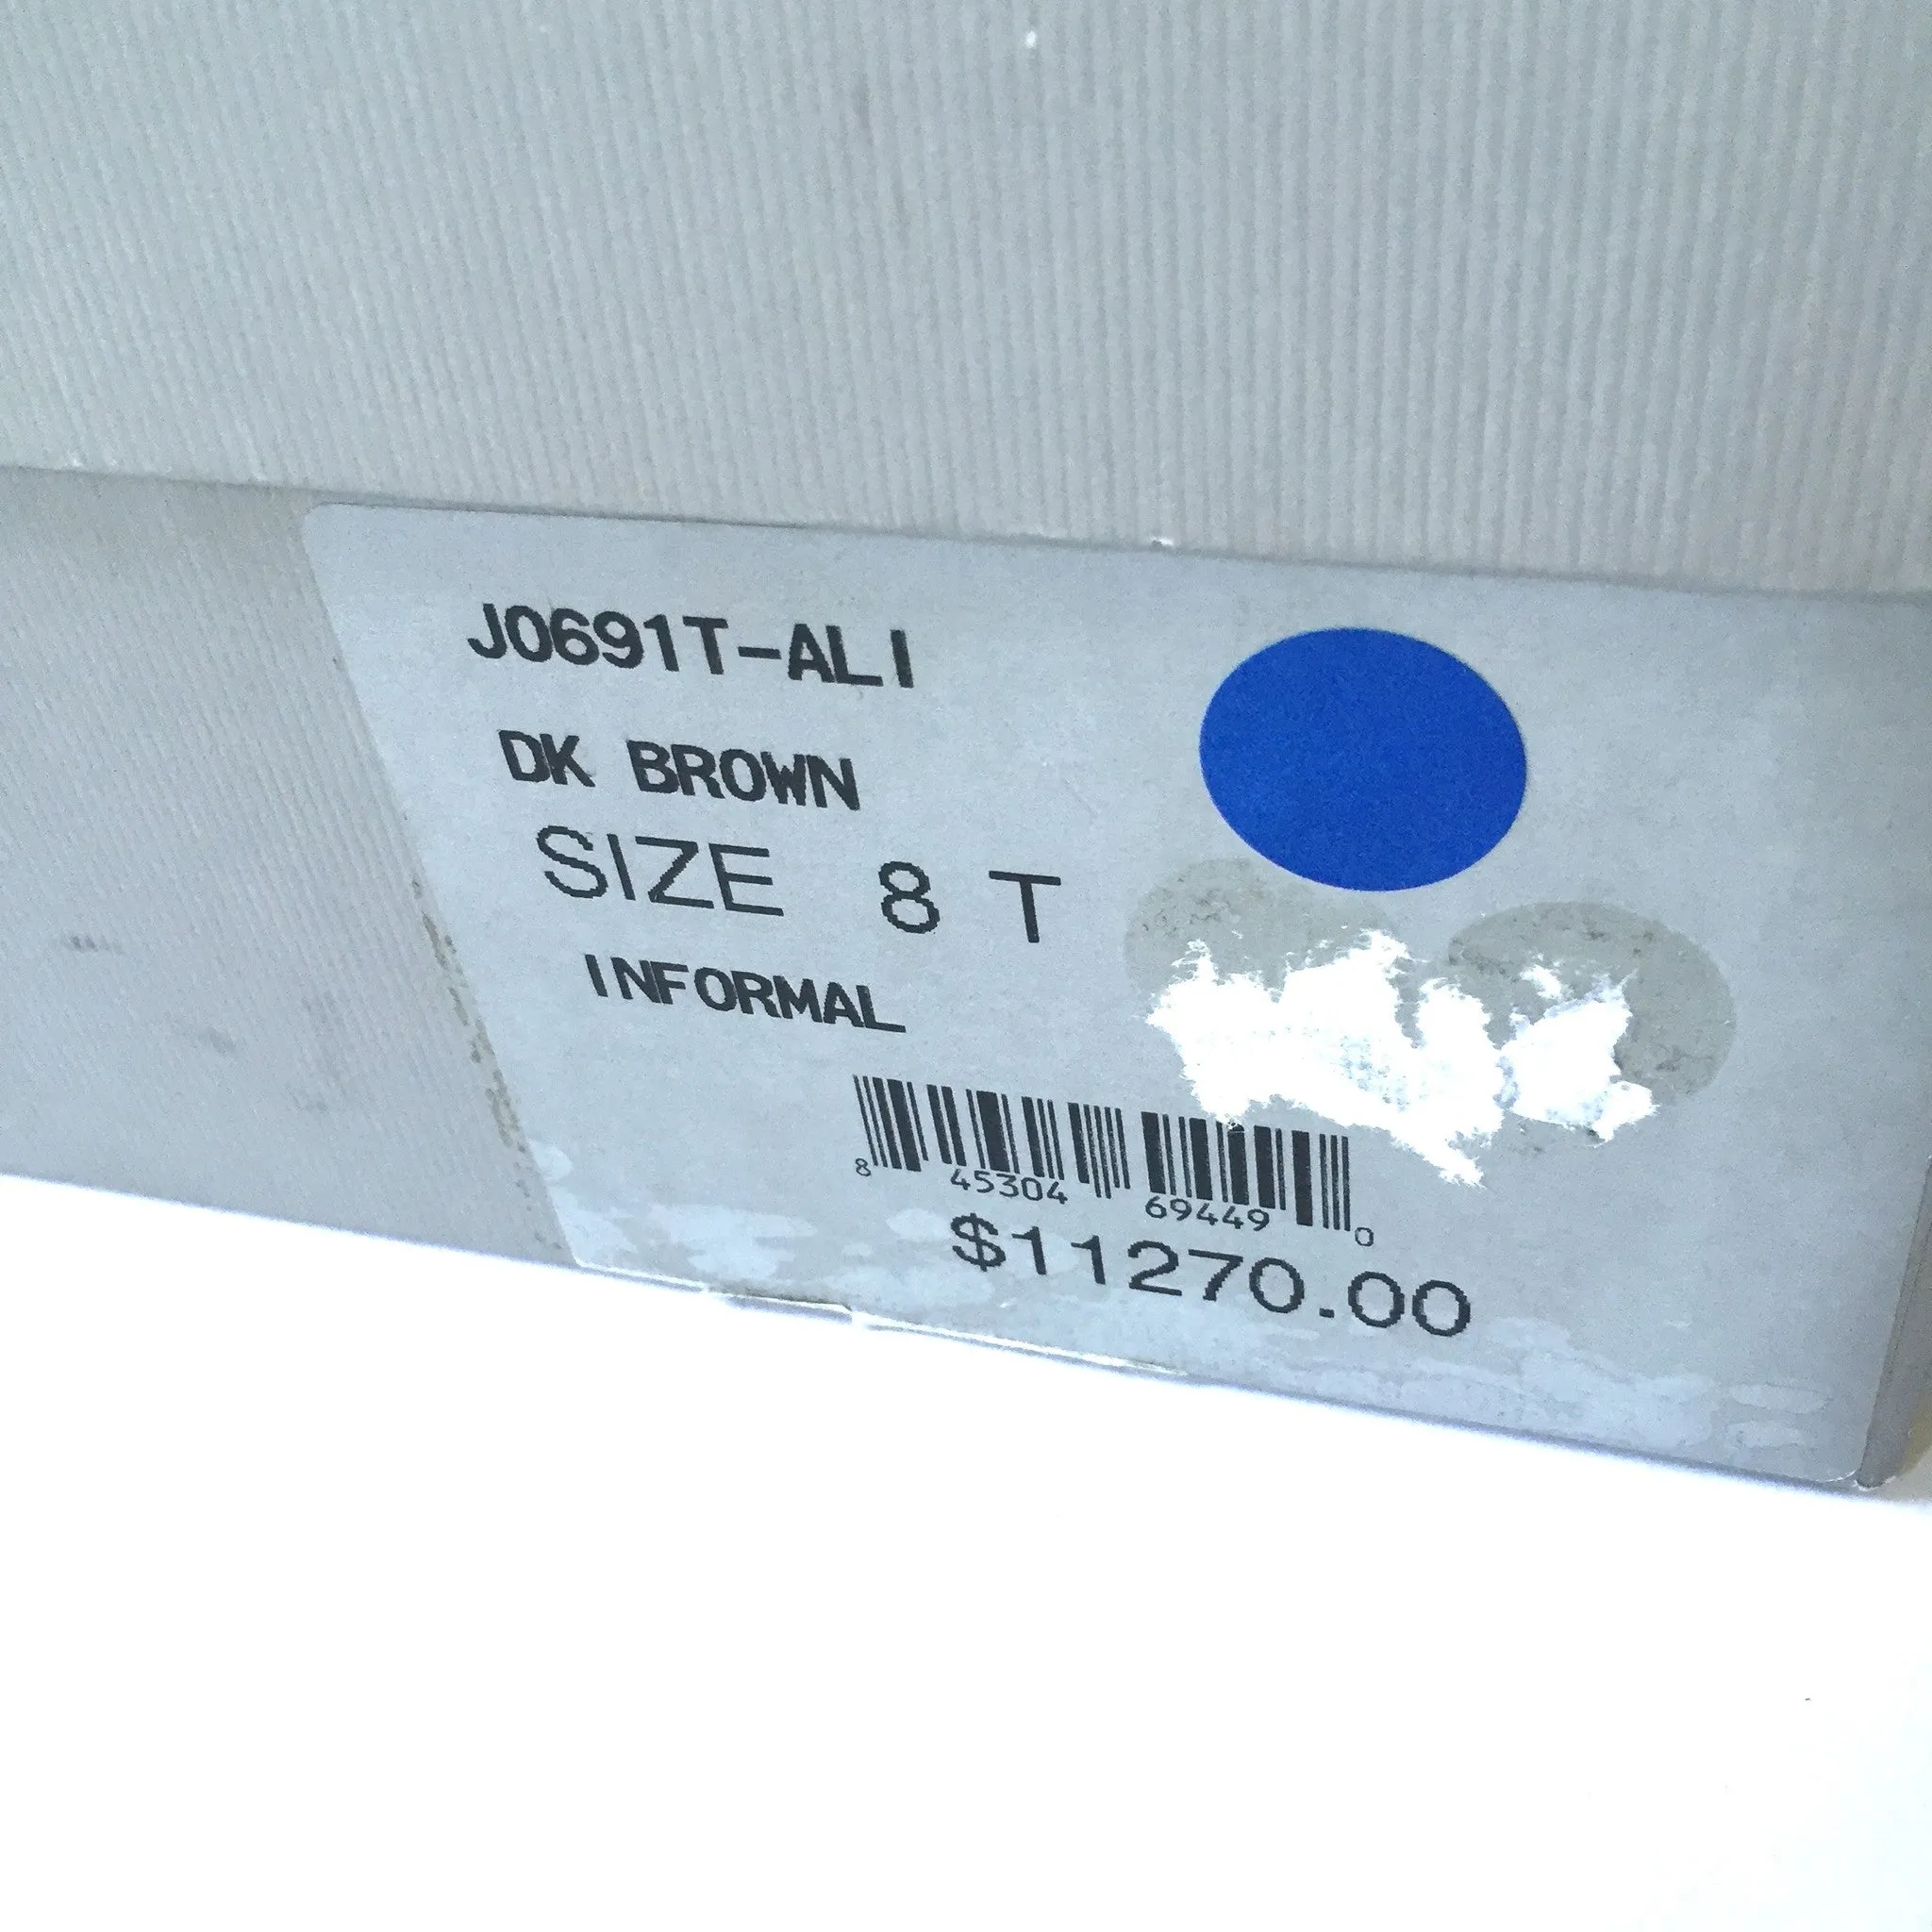 J0691T-ALI
DK BROWN
SIZE 8 T
INFORMAL
8 45304 69449 0
$11270.00